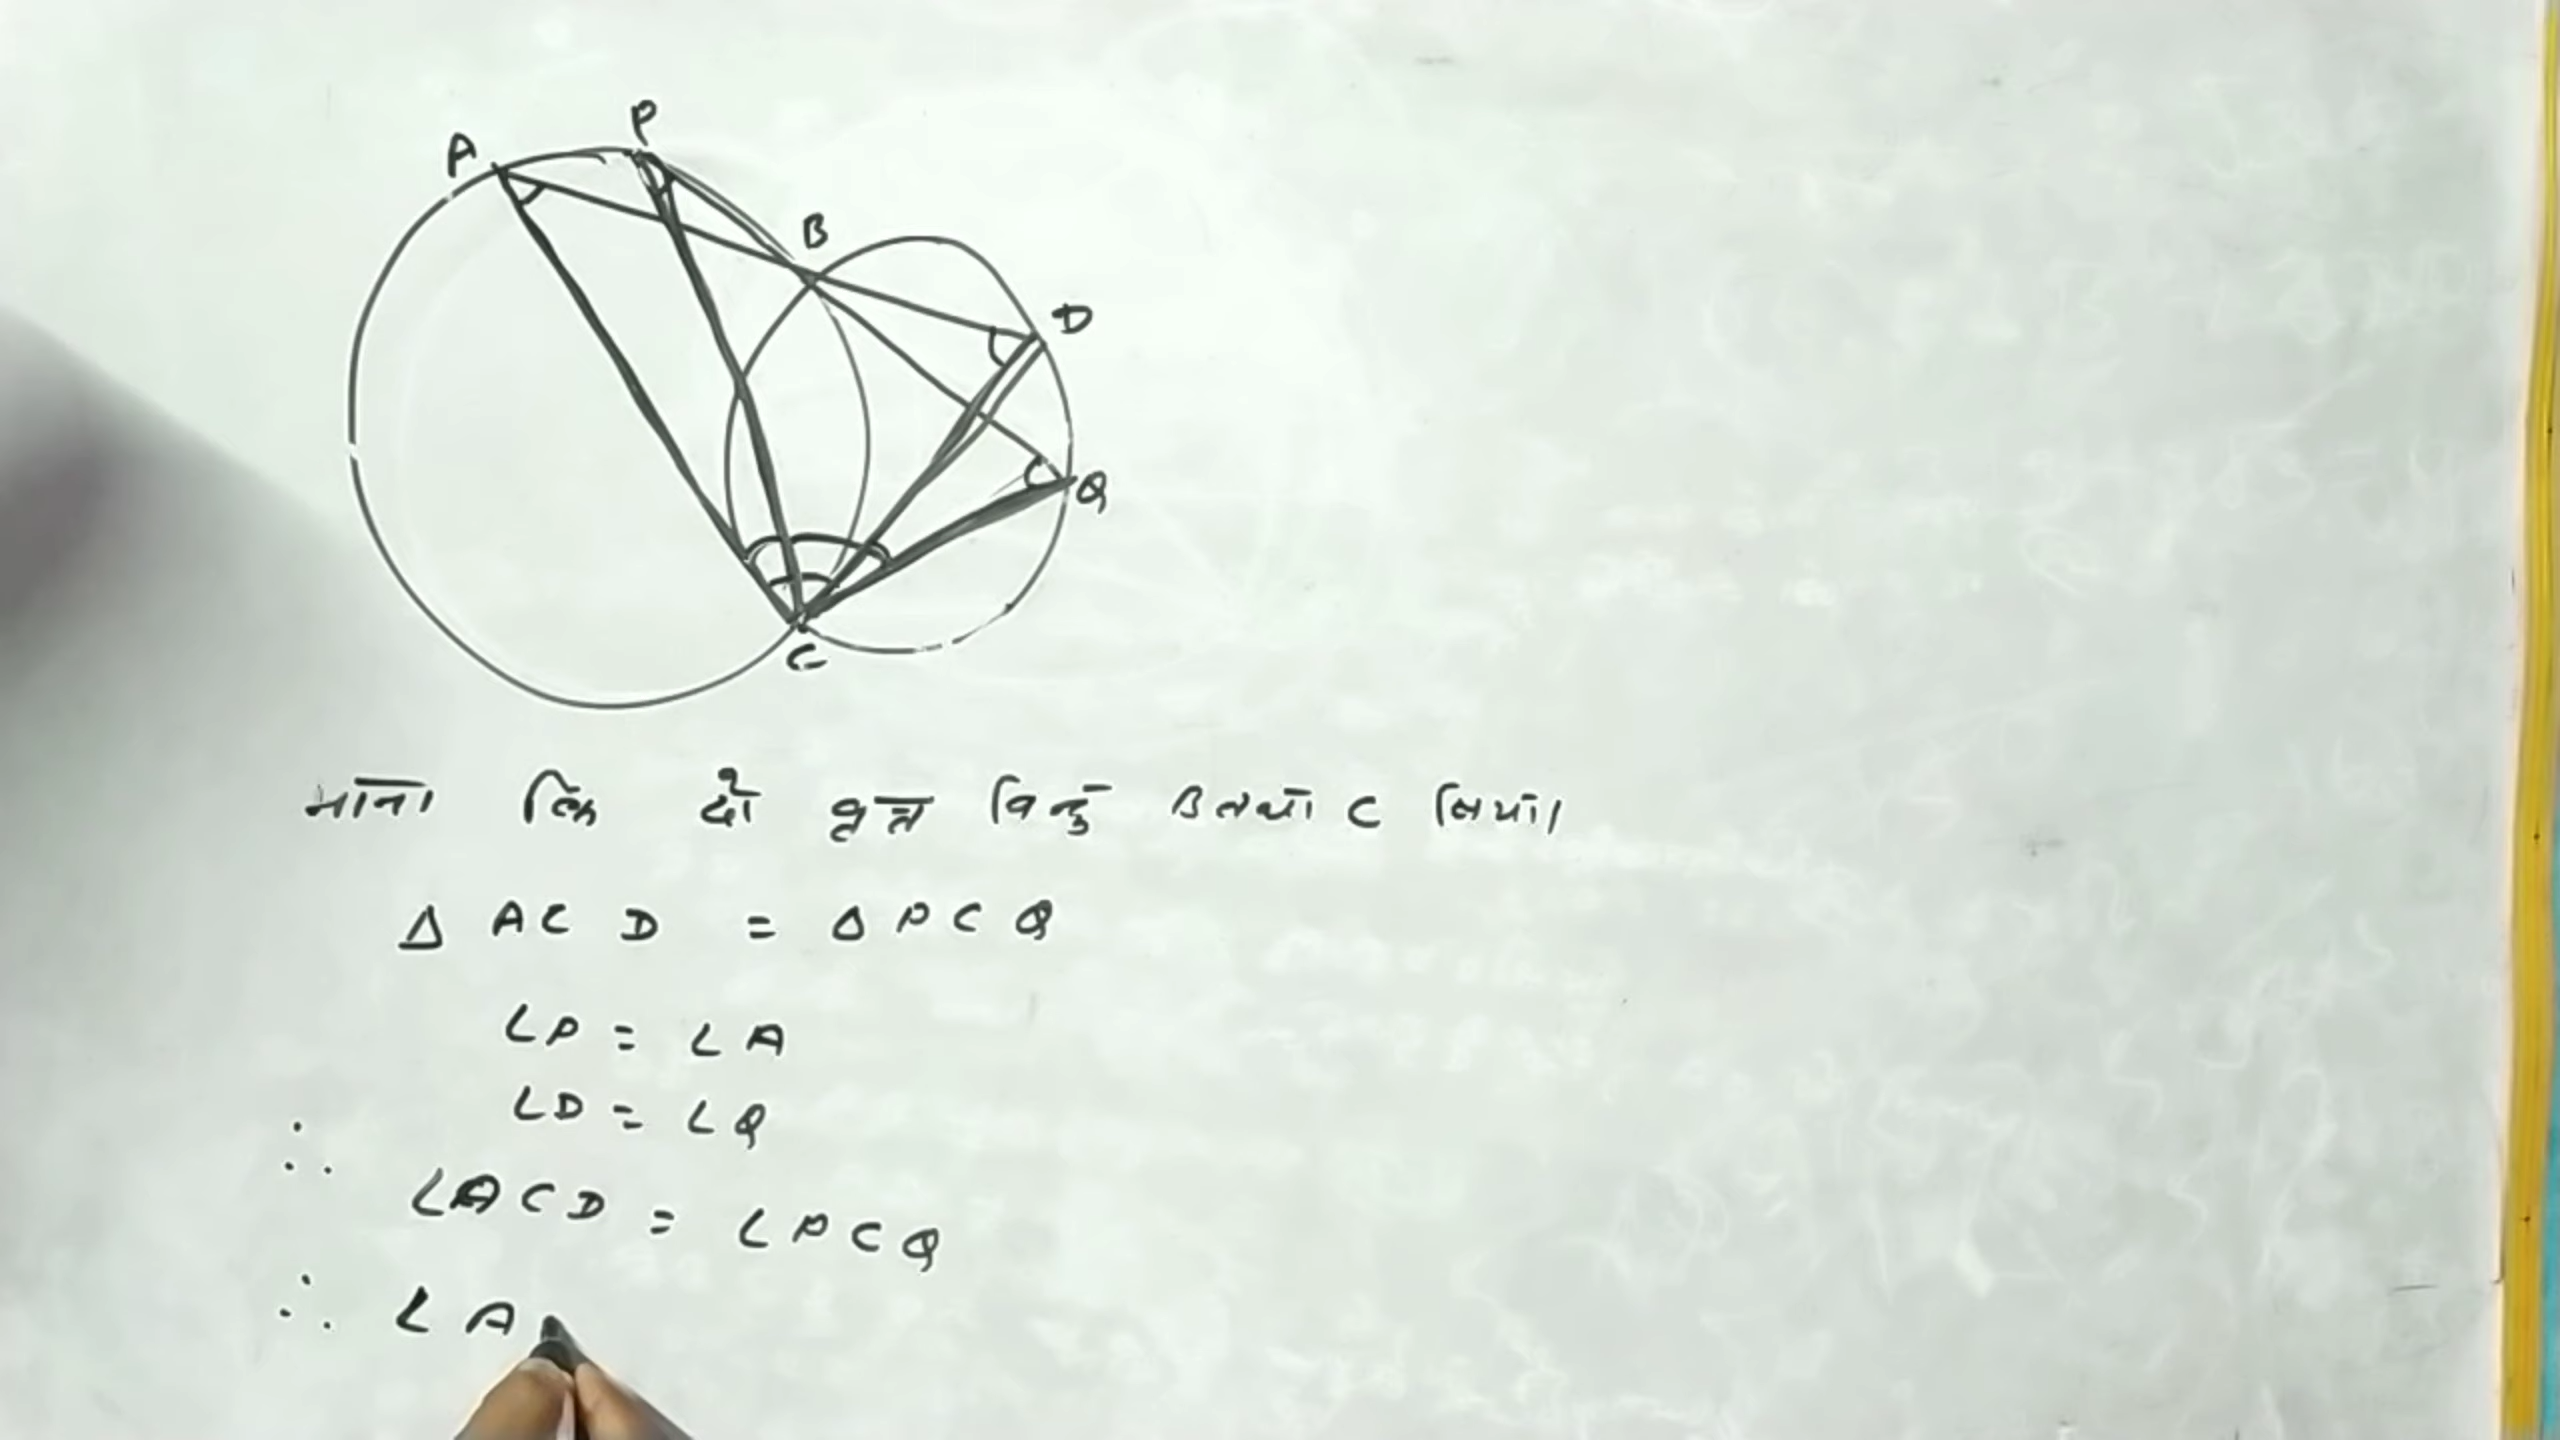 P
A
B
D
Q
C
माना कि दो वृत्त बिन्दु B तथा C लिया।
Δ ACD = Δ PCQ
∠P = ∠A
∠D = ∠Q
∴ ∠ACD = ∠PCQ
∴ ∠A